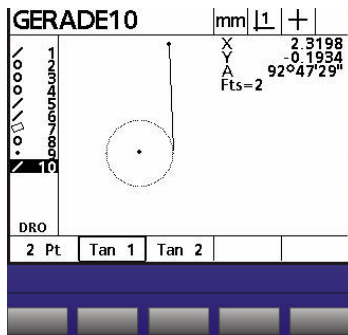 GERADE10 mm 1
X 2.3198
Y -0.1934
A 92°47'29"
Fts=2
1
2
3
4
5
6
7
8
9
10
DRO
2 Pt Tan 1 Tan 2